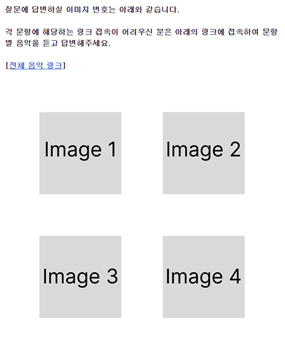 질문에 답변하실 이미지 번호는 아래와 같습니다.
각 문항에 해당하는 링크 접속이 어려우신 분은 아래의 링크에 접속하여 문항
별 음악을 듣고 답변해주세요.
[전체 음악 링크]
Image 1
Image 2
Image 3
Image 4